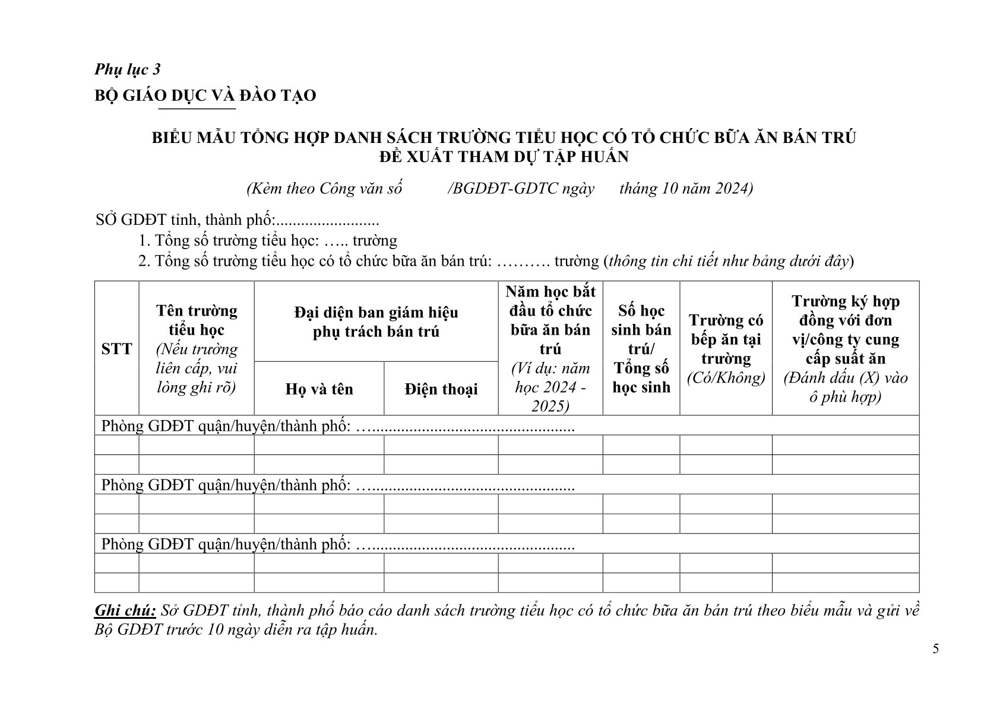 Phụ lục 3
BỘ GIÁO DỤC VÀ ĐÀO TẠO
BIỂU MẪU TỔNG HỢP DANH SÁCH TRƯỜNG TIỂU HỌC CÓ TỔ CHỨC BỮA ĂN BÁN TRÚ
ĐỀ XUẤT THAM DỰ TẬP HUẤN
(Kèm theo Công văn số /BGDĐT-GDTC ngày tháng 10 năm 2024)
SỞ GDĐT tỉnh, thành phố:.........................
1. Tổng số trường tiểu học: ….. trường
2. Tổng số trường tiểu học có tổ chức bữa ăn bán trú: ………. trường (thông tin chi tiết như bảng dưới đây)
STT
Tên trường
tiểu học
(Nếu trường
liên cấp, vui
lòng ghi rõ)
Đại diện ban giám hiệu
phụ trách bán trú
Họ và tên
Điện thoại
Năm học bắt
đầu tổ chức
bữa ăn bán
trú
(Ví dụ: năm
học 2024 -
2025)
Số học
sinh bán
trú/
Tổng số
học sinh
Trường có
bếp ăn tại
trường
(Có/Không)
Trường ký hợp
đồng với đơn
vị/công ty cung
cấp suất ăn
(Đánh dấu (X) vào
ô phù hợp)
Phòng GDĐT quận/huyện/thành phố: …..................................................
Phòng GDĐT quận/huyện/thành phố: …..................................................
Phòng GDĐT quận/huyện/thành phố: …..................................................
Ghi chú: Sở GDĐT tỉnh, thành phố báo cáo danh sách trường tiểu học có tổ chức bữa ăn bán trú theo biểu mẫu và gửi về
Bộ GDĐT trước 10 ngày diễn ra tập huấn.
5